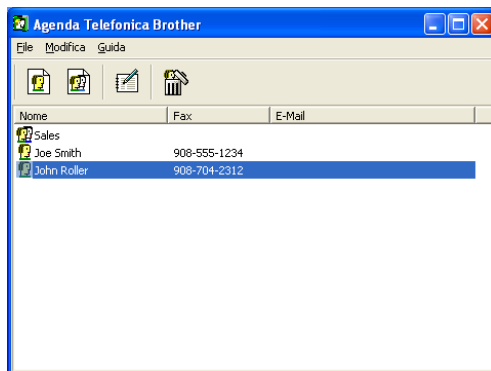 Agenda Telefonica Brother
File Modifica Guida
Nome Fax E-Mail
Sales
Joe Smith 908-555-1234
John Roller 908-704-2312